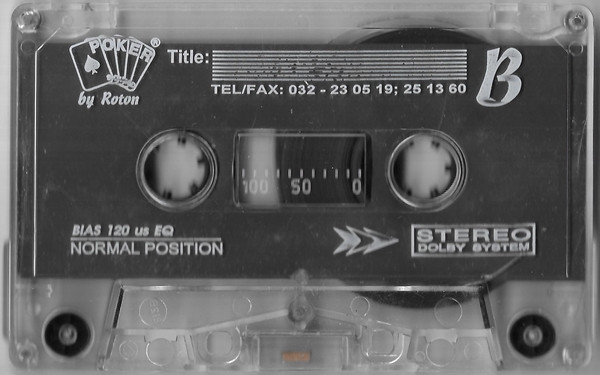 POKER®
by Roton
Title:
B
TEL/FAX: 032 - 23 05 19; 25 13 60
100 50 0
BIAS 120 us EQ
NORMAL POSITION
STEREO
DOLBY SYSTEM